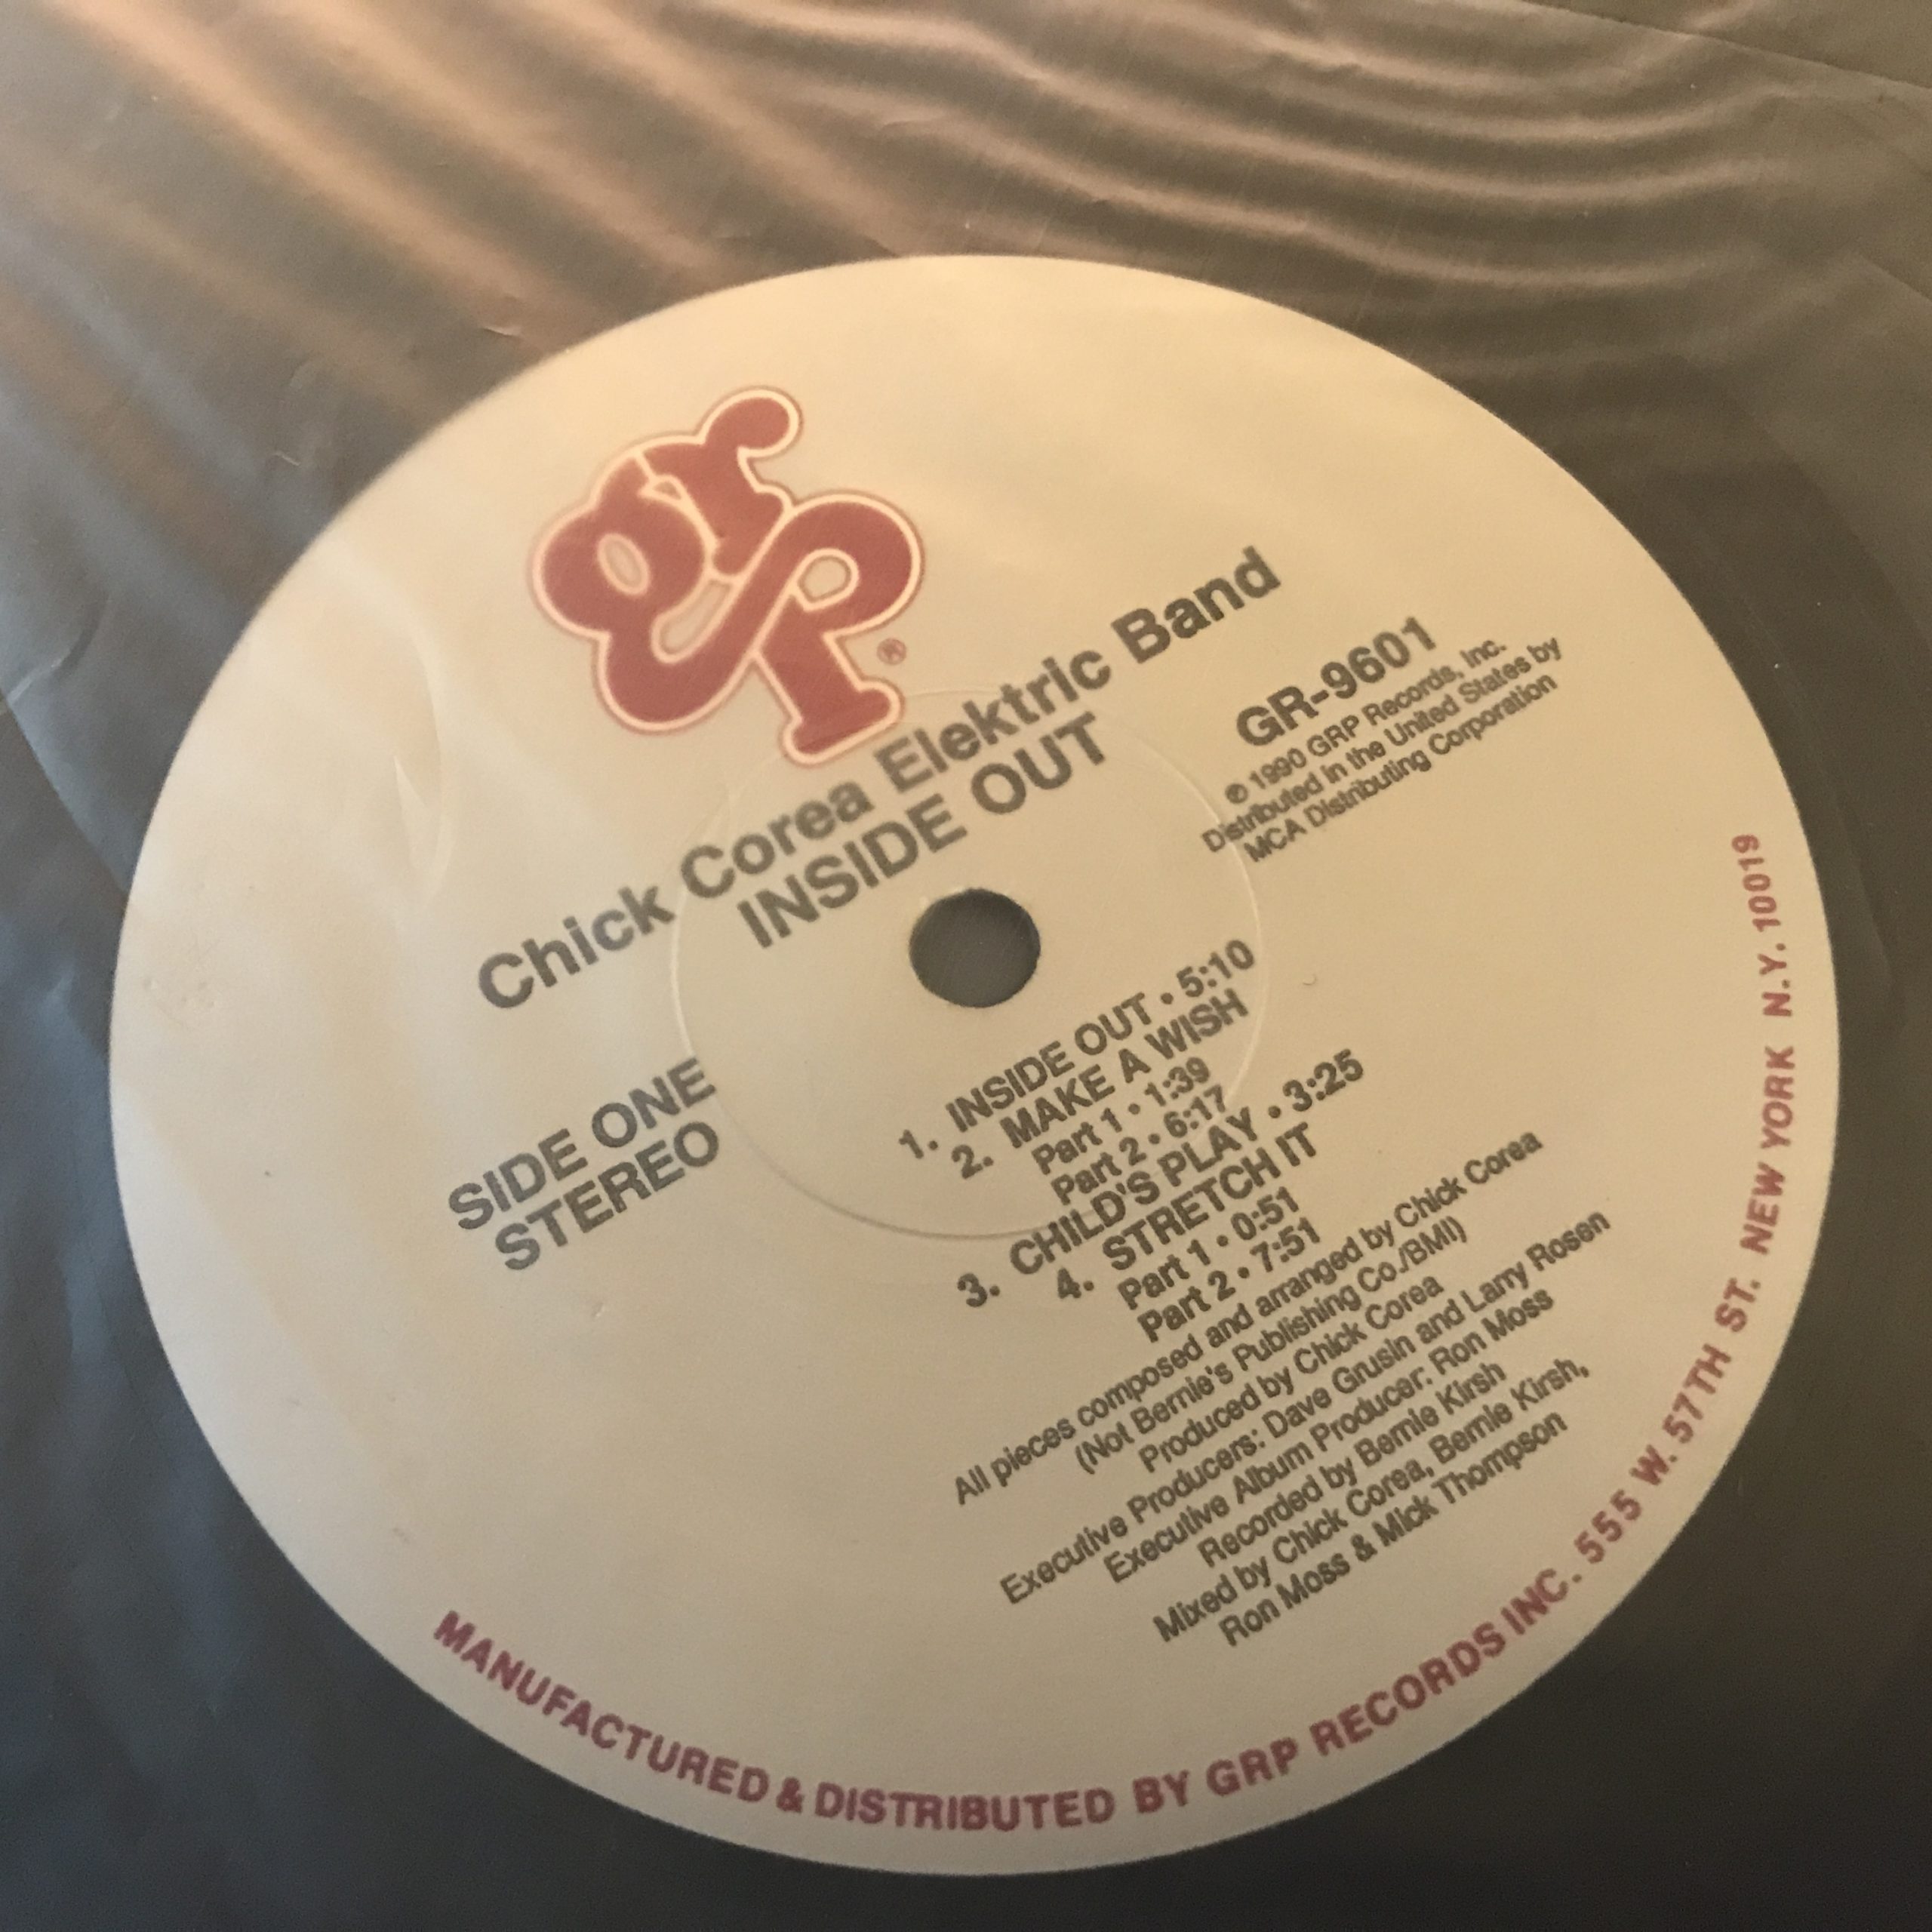 grp®
Chick Corea Elektric Band
INSIDE OUT
GR-9601
℗ 1990 GRP Records, Inc.
Distributed in the United States by
MCA Distributing Corporation
SIDE ONE
STEREO
1. INSIDE OUT • 5:10
2. MAKE A WISH
Part 1 • 1:39
Part 2 • 6:17
3. CHILD'S PLAY • 3:25
4. STRETCH IT
Part 1 • 0:51
Part 2 • 7:51
All pieces composed and arranged by Chick Corea
(Not Bernie's Publishing Co./BMI)
Produced by Chick Corea
Executive Producers: Dave Grusin and Larry Rosen
Executive Album Producer: Ron Moss
Recorded by Bernie Kirsh
Mixed by Chick Corea, Bernie Kirsh,
Ron Moss & Mick Thompson
MANUFACTURED & DISTRIBUTED BY GRP RECORDS INC. 555 W. 57TH ST. NEW YORK N.Y. 10019